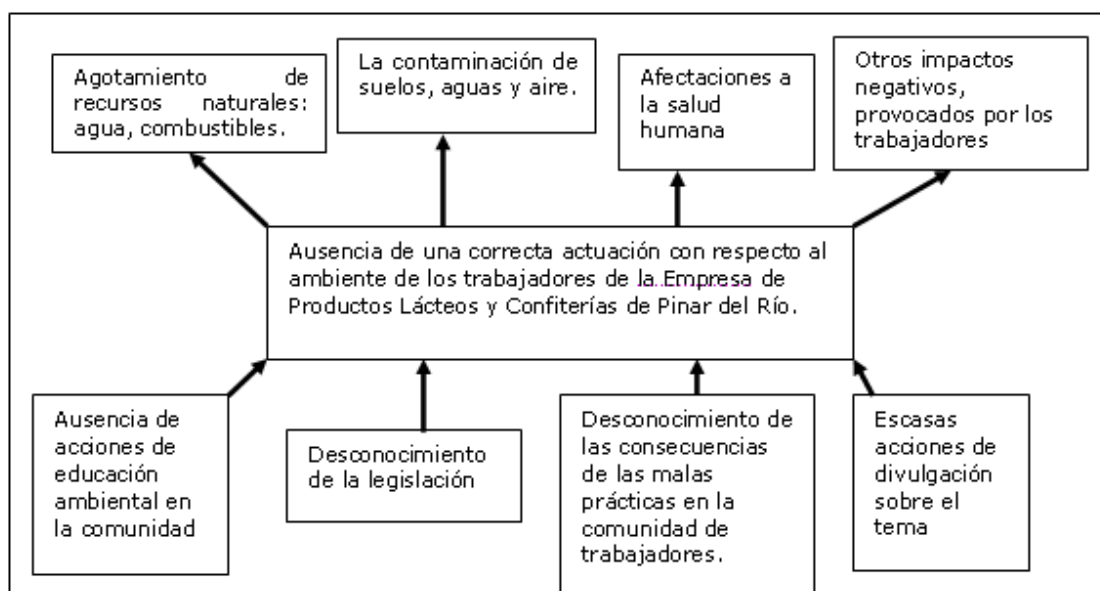 Agotamiento de
recursos naturales:
agua, combustibles.
La contaminación de
suelos, aguas y aire.
Afectaciones a
la salud
humana
Otros impactos
negativos,
provocados por los
trabajadores
Ausencia de una correcta actuación con respecto al
ambiente de los trabajadores de la Empresa de
Productos Lácteos y Confiterías de Pinar del Río.
Ausencia de
acciones de
educación
ambiental en
la comunidad
Desconocimiento
de la legislación
Desconocimiento de
las consecuencias
de las malas
prácticas en la
comunidad de
trabajadores.
Escasas
acciones de
divulgación
sobre el
tema